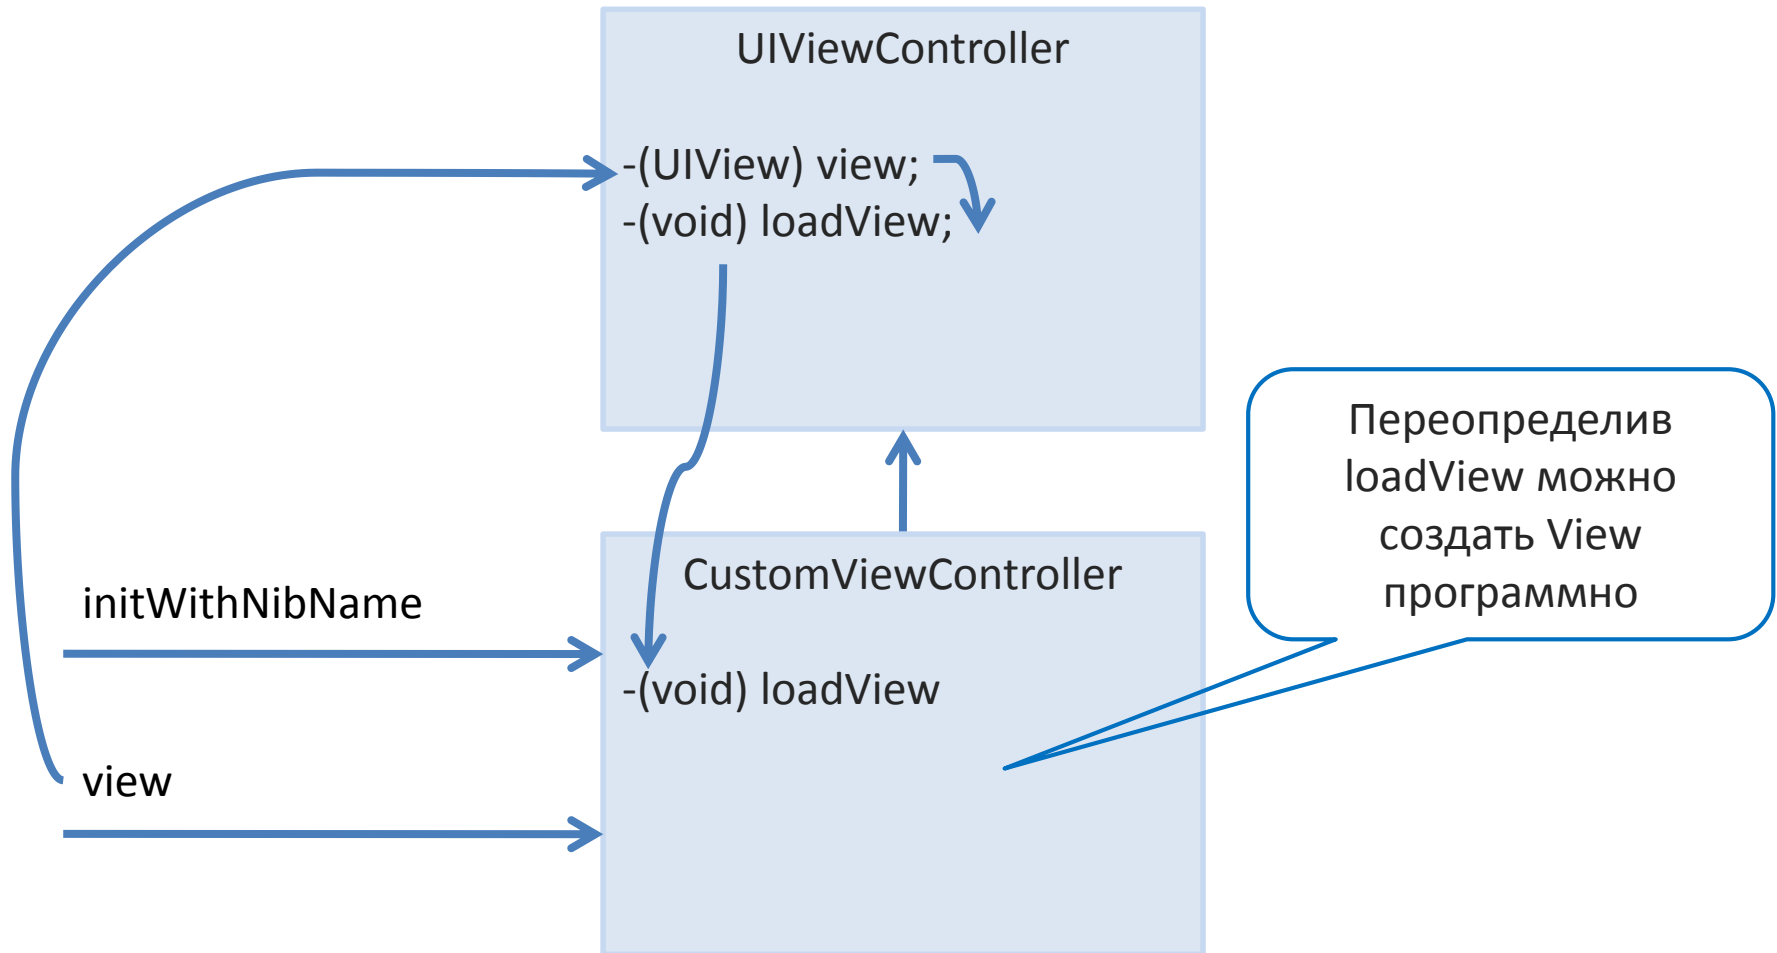 UIViewController
-(UIView) view;
-(void) loadView;
Переопределив
loadView можно
создать View
программно
CustomViewController
initWithNibName
-(void) loadView
view